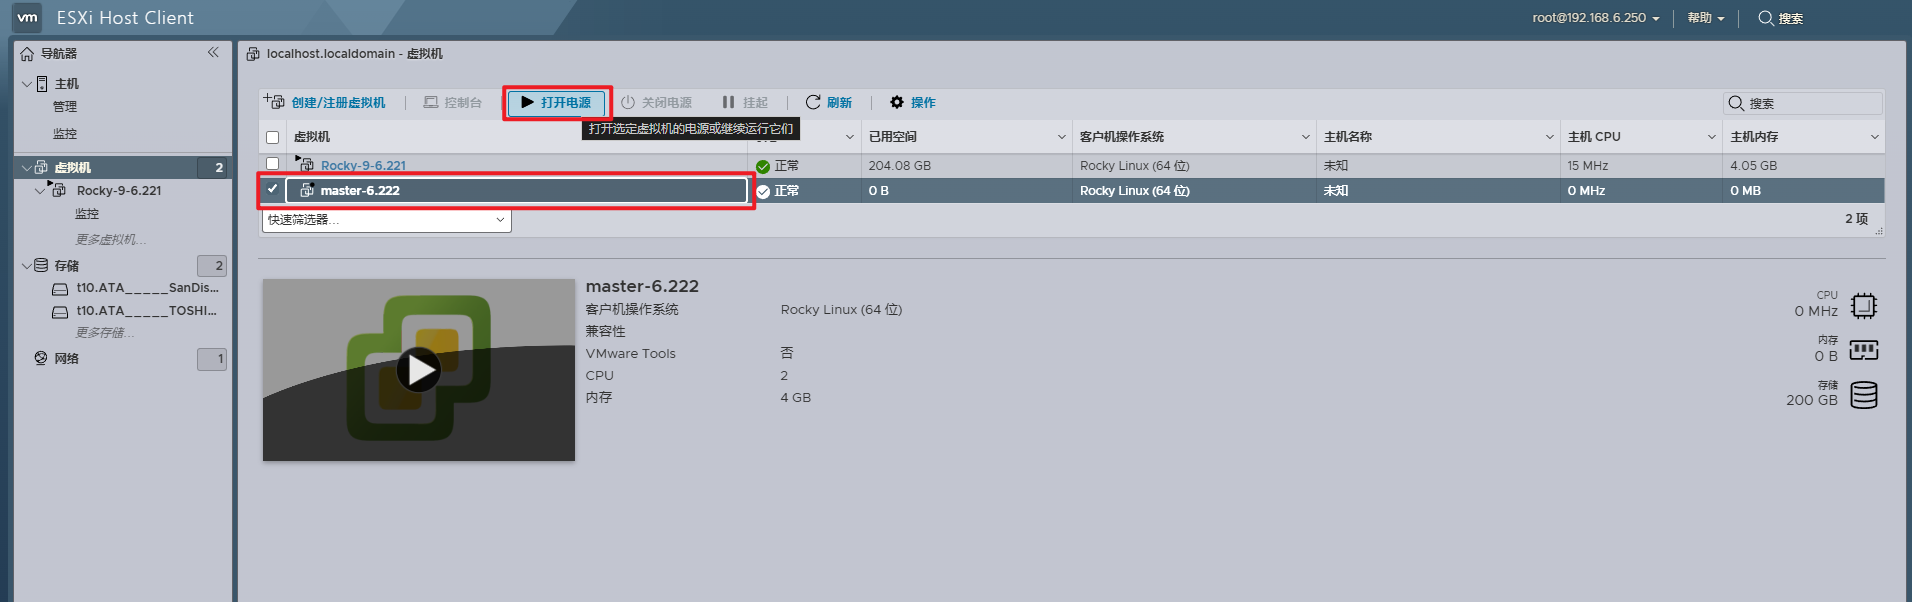 vm ESXi Host Client root@192.168.6.250 帮助 搜索
导航器
主机
管理
监控
虚拟机 2
Rocky-9-6.221
监控
更多虚拟机...
存储 2
t10.ATA_____SanDis...
t10.ATA_____TOSHI...
更多存储...
网络 1
localhost.localdomain - 虚拟机
创建/注册虚拟机 控制台 打开电源 关闭电源 挂起 刷新 操作 搜索
打开选定虚拟机的电源或继续运行它们
虚拟机 已用空间 客户机操作系统 主机名称 主机 CPU 主机内存
Rocky-9-6.221 正常 204.08 GB Rocky Linux (64 位) 未知 15 MHz 4.05 GB
master-6.222 正常 0 B Rocky Linux (64 位) 未知 0 MHz 0 MB
快速筛选器... 2 项
master-6.222
客户机操作系统 Rocky Linux (64 位)
兼容性
VMware Tools 否
CPU 2
内存 4 GB
CPU
0 MHz
内存
0 B
存储
200 GB